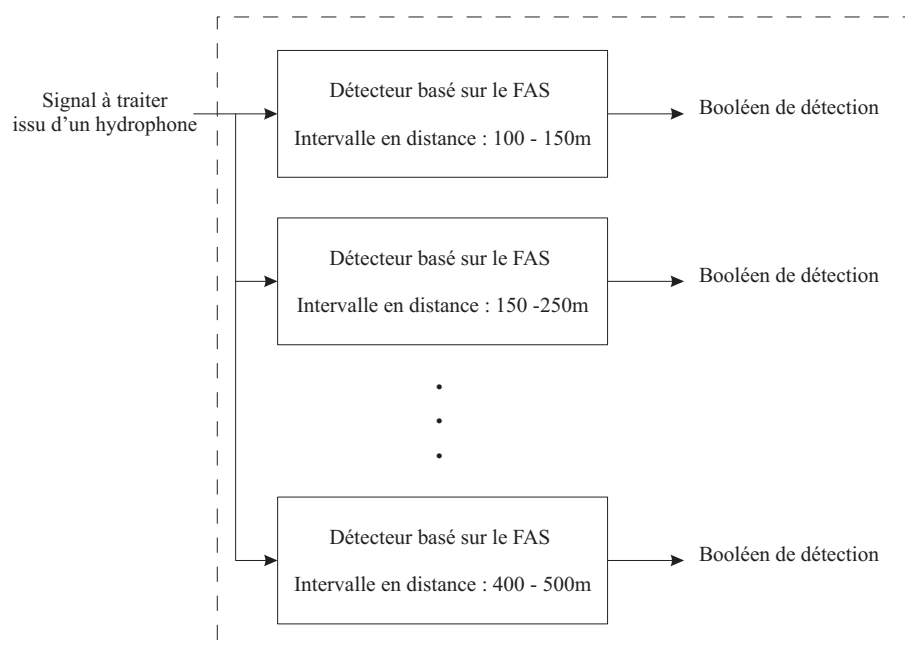 Signal à traiter
issu d'un hydrophone
Détecteur basé sur le FAS
Intervalle en distance : 100 - 150m
Booléen de détection
Détecteur basé sur le FAS
Intervalle en distance : 150 -250m
Booléen de détection
Détecteur basé sur le FAS
Intervalle en distance : 400 - 500m
Booléen de détection